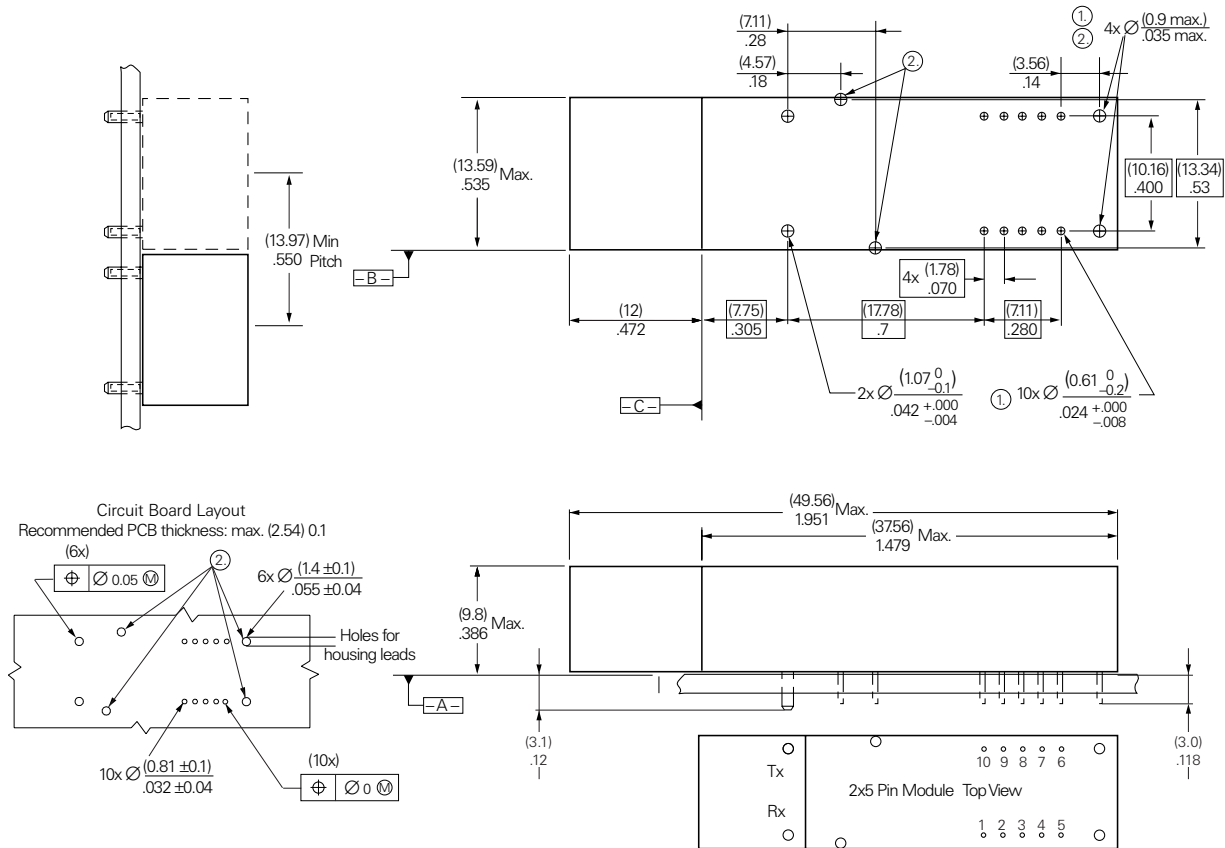 (7.11)
.28
1.
2.
4x Ø (0.9 max.)
.035 max.
(4.57)
.18
2.
(3.56)
.14
(13.59) Max.
.535
(10.16)
.400
(13.34)
.53
(13.97) Min
.550 Pitch
–B–
4x (1.78)
.070
(12)
.472
(7.75)
.305
(17.78)
.7
(7.11)
.280
2x Ø (1.07 0 –0.1)
.042 +.000 –.004
1. 10x Ø (0.61 0 –0.2)
.024 +.000 –.008
–C–
Circuit Board Layout
Recommended PCB thickness: max. (2.54) 0.1
(6x)
⌖ Ø 0.05 Ⓜ
2.
6x Ø (1.4 ±0.1)
.055 ±0.04
Holes for
housing leads
10x Ø (0.81 ±0.1)
.032 ±0.04
(10x)
⌖ Ø 0 Ⓜ
(49.56) Max.
1.951
(37.56) Max.
1.479
(9.8) Max.
.386
–A–
(3.1)
.12
(3.0)
.118
10 9 8 7 6
Tx
2x5 Pin Module Top View
Rx
1 2 3 4 5